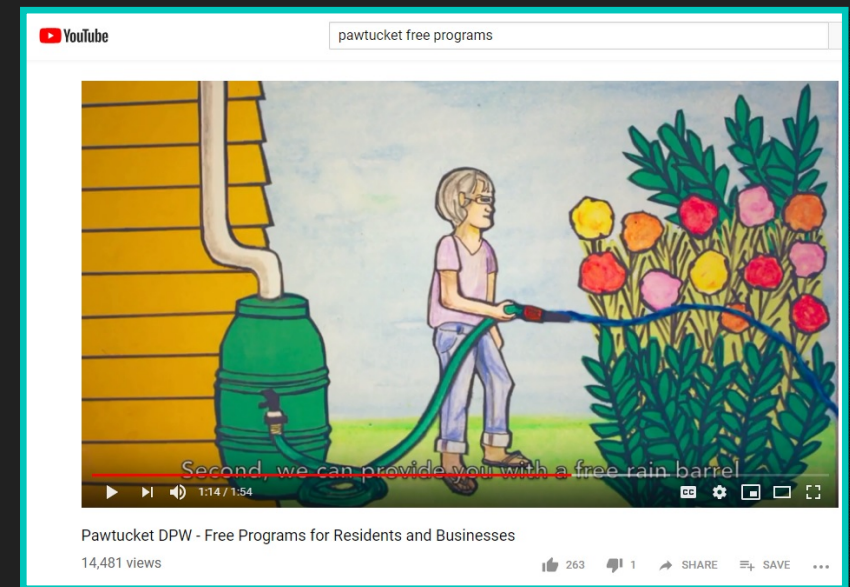 YouTube
pawtucket free programs
Second, we can provide you with a free rain barrel
1:14 / 1:54
CC
Pawtucket DPW - Free Programs for Residents and Businesses
14,481 views
263 1 SHARE SAVE